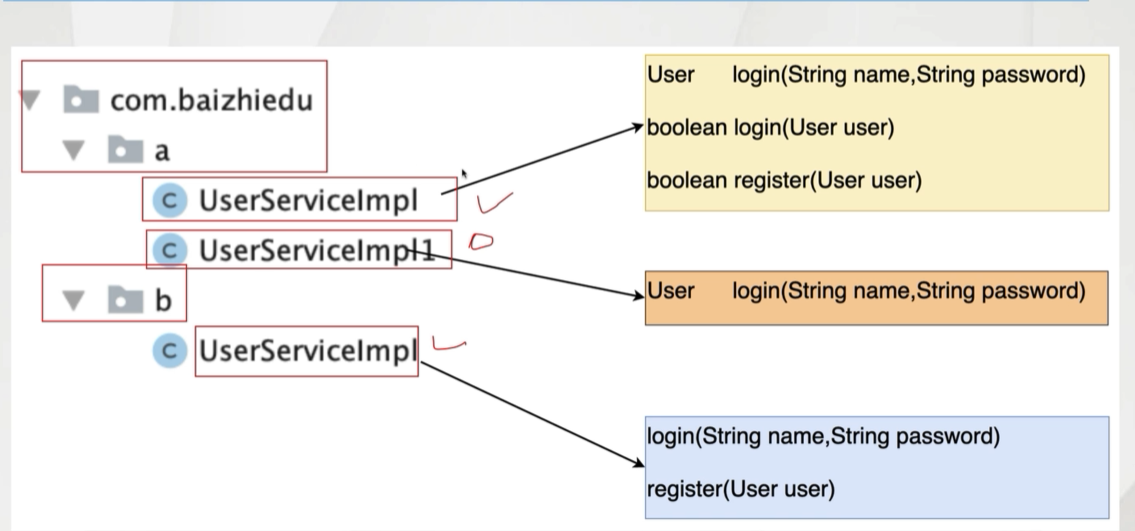 com.baizhiedu
a
C UserServiceImpl
C UserServiceImpl1
b
C UserServiceImpl
User login(String name,String password)
boolean login(User user)
boolean register(User user)
User login(String name,String password)
login(String name,String password)
register(User user)